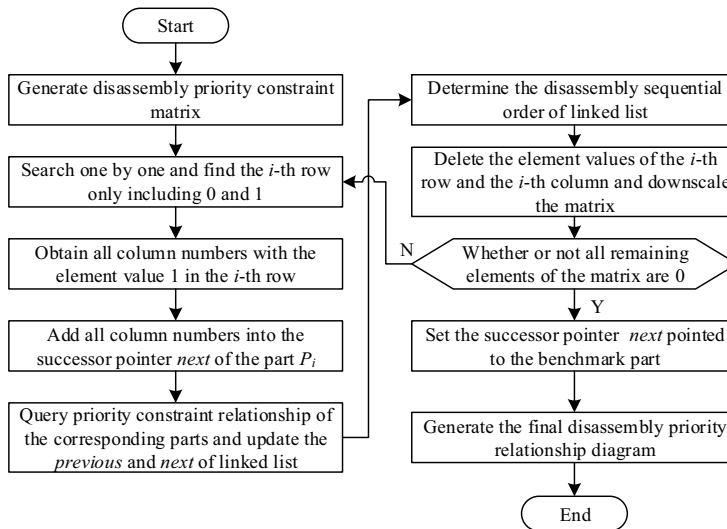 Start
Generate disassembly priority constraint
matrix
Search one by one and find the i-th row
only including 0 and 1
Obtain all column numbers with the
element value 1 in the i-th row
Add all column numbers into the
successor pointer next of the part Pi
Query priority constraint relationship of
the corresponding parts and update the
previous and next of linked list
Determine the disassembly sequential
order of linked list
Delete the element values of the i-th
row and the i-th column and downscale
the matrix
N
Whether or not all remaining
elements of the matrix are 0
Y
Set the successor pointer next pointed
to the benchmark part
Generate the final disassembly priority
relationship diagram
End